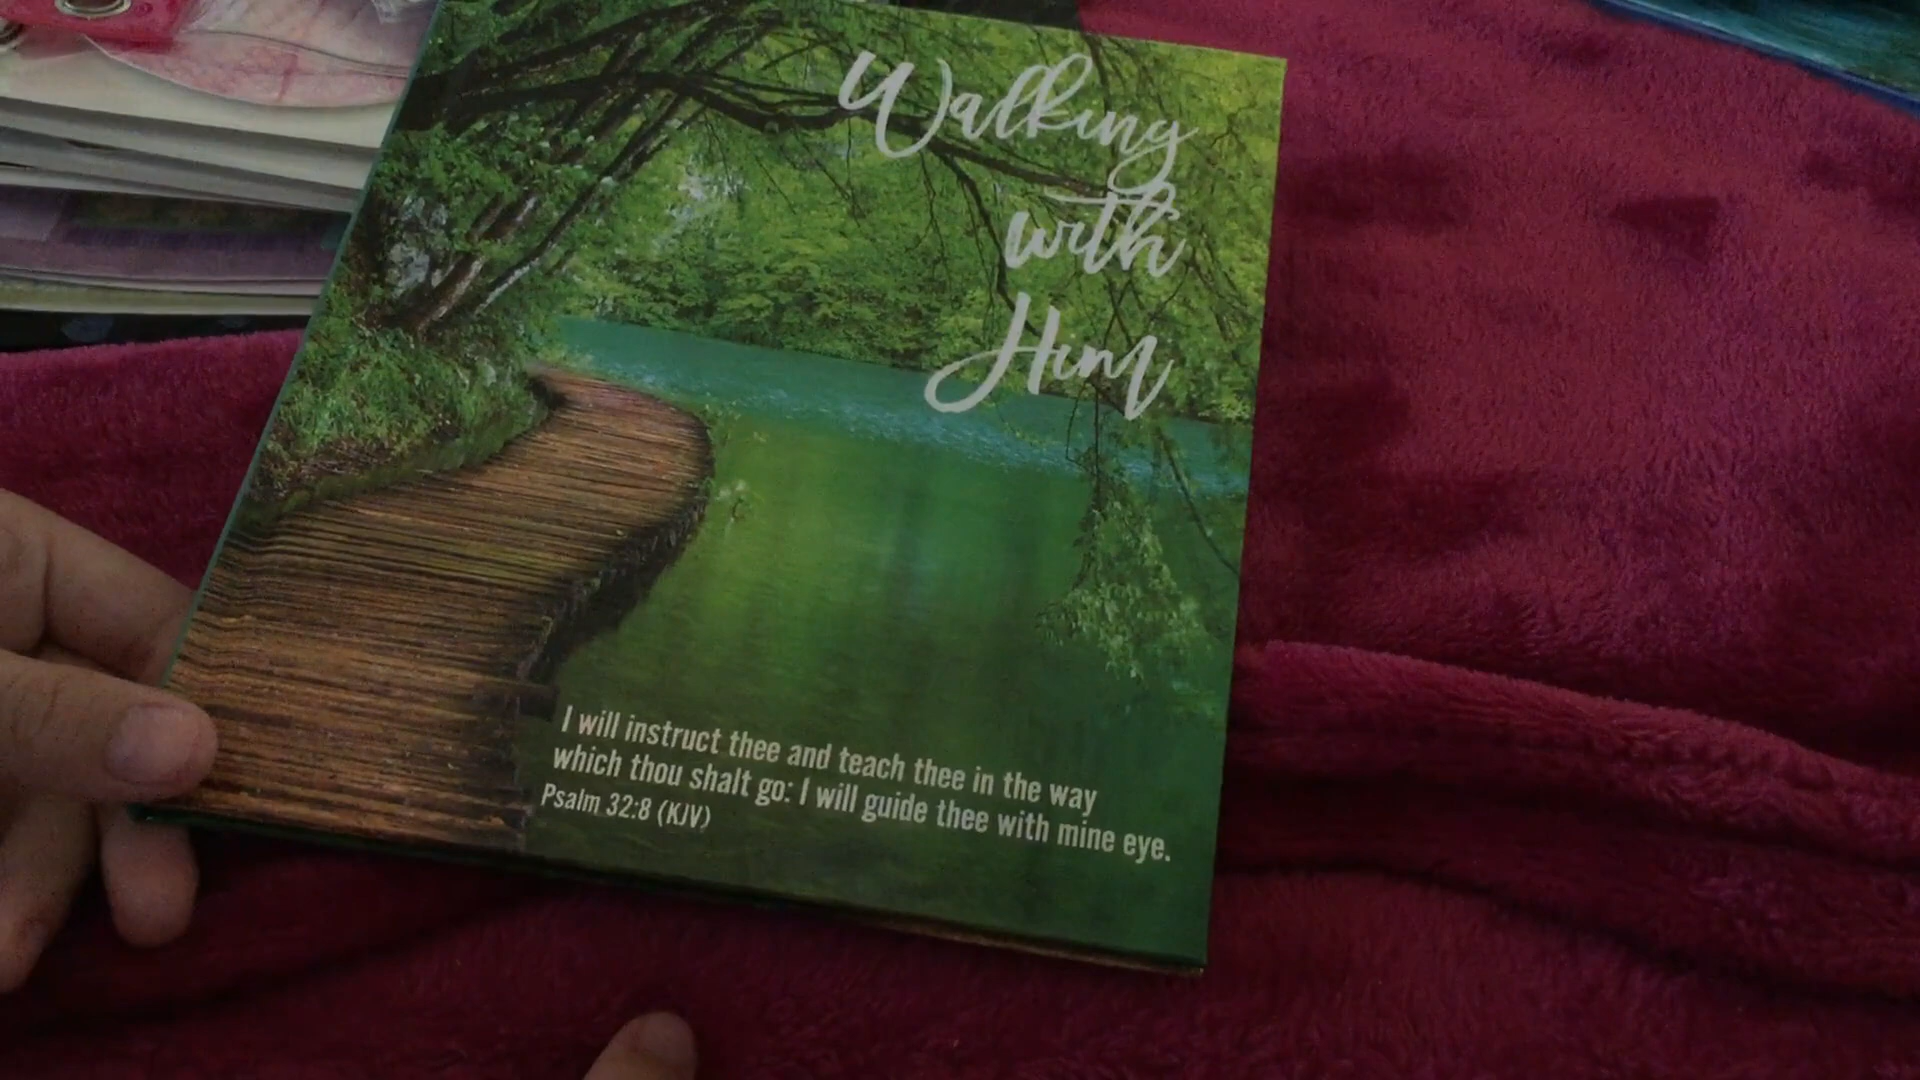 Walking
with
Him
I will instruct thee and teach thee in the way
which thou shalt go: I will guide thee with mine eye.
Psalm 32:8 (KJV)